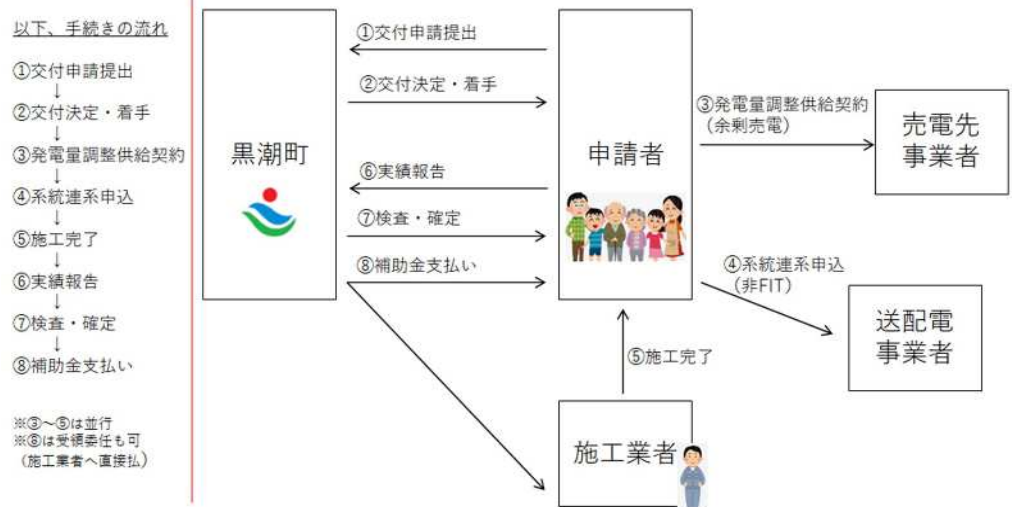 以下、手続きの流れ
①交付申請提出
↓
②交付決定・着手
↓
③発電量調整供給契約
↓
④系統連系申込
↓
⑤施工完了
↓
⑥実績報告
↓
⑦検査・確定
↓
⑧補助金支払い
※③～⑤は並行
※⑧は受領委任も可
(施工業者へ直接払)
黒潮町
①交付申請提出
②交付決定・着手
⑥実績報告
⑦検査・確定
⑧補助金支払い
申請者
③発電量調整供給契約
(余剰売電)
売電先
事業者
④系統連系申込
(非FIT)
送配電
事業者
⑤施工完了
施工業者